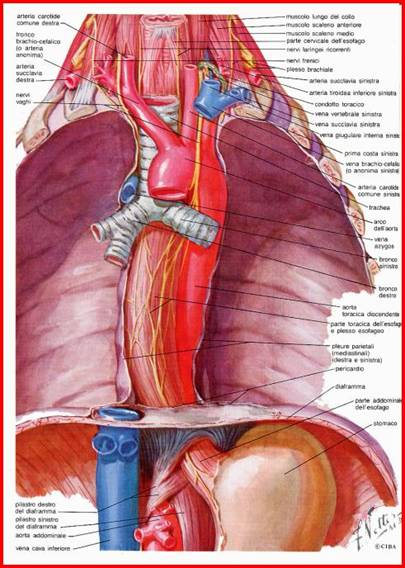 arteria carotide
comune destra
tronco
brachio-cefalico
(o arteria
anonima)
arteria
succlavia
destra
nervi
vaghi
pilastro destro
del diaframma
pilastro sinistro
del diaframma
aorta addominale
vena cava inferiore
muscolo lungo del collo
muscolo scaleno anteriore
muscolo scaleno medio
parte cervicale dell'esofago
nervi laringei ricorrenti
nervi frenici
plesso brachiale
arteria succlavia sinistra
arteria tiroidea inferiore sinistra
condotto toracico
vena vertebrale sinistra
vena succlavia sinistra
vena giugulare interna sinist
prima costa sinistra
vena brachio-cefalic
(o anonima sinistra)
arteria carotide
comune sinistra
trachea
arco
dell'aorta
vena
azygos
bronco
sinistro
bronco
destro
aorta
toracica discendente
parte toracica dell'esofago
e plesso esofageo
pleure parietali
(mediastinali)
(destra e sinistra)
pericardio
diaframma
parte addominale
dell'esofago
stomaco
©CIBA